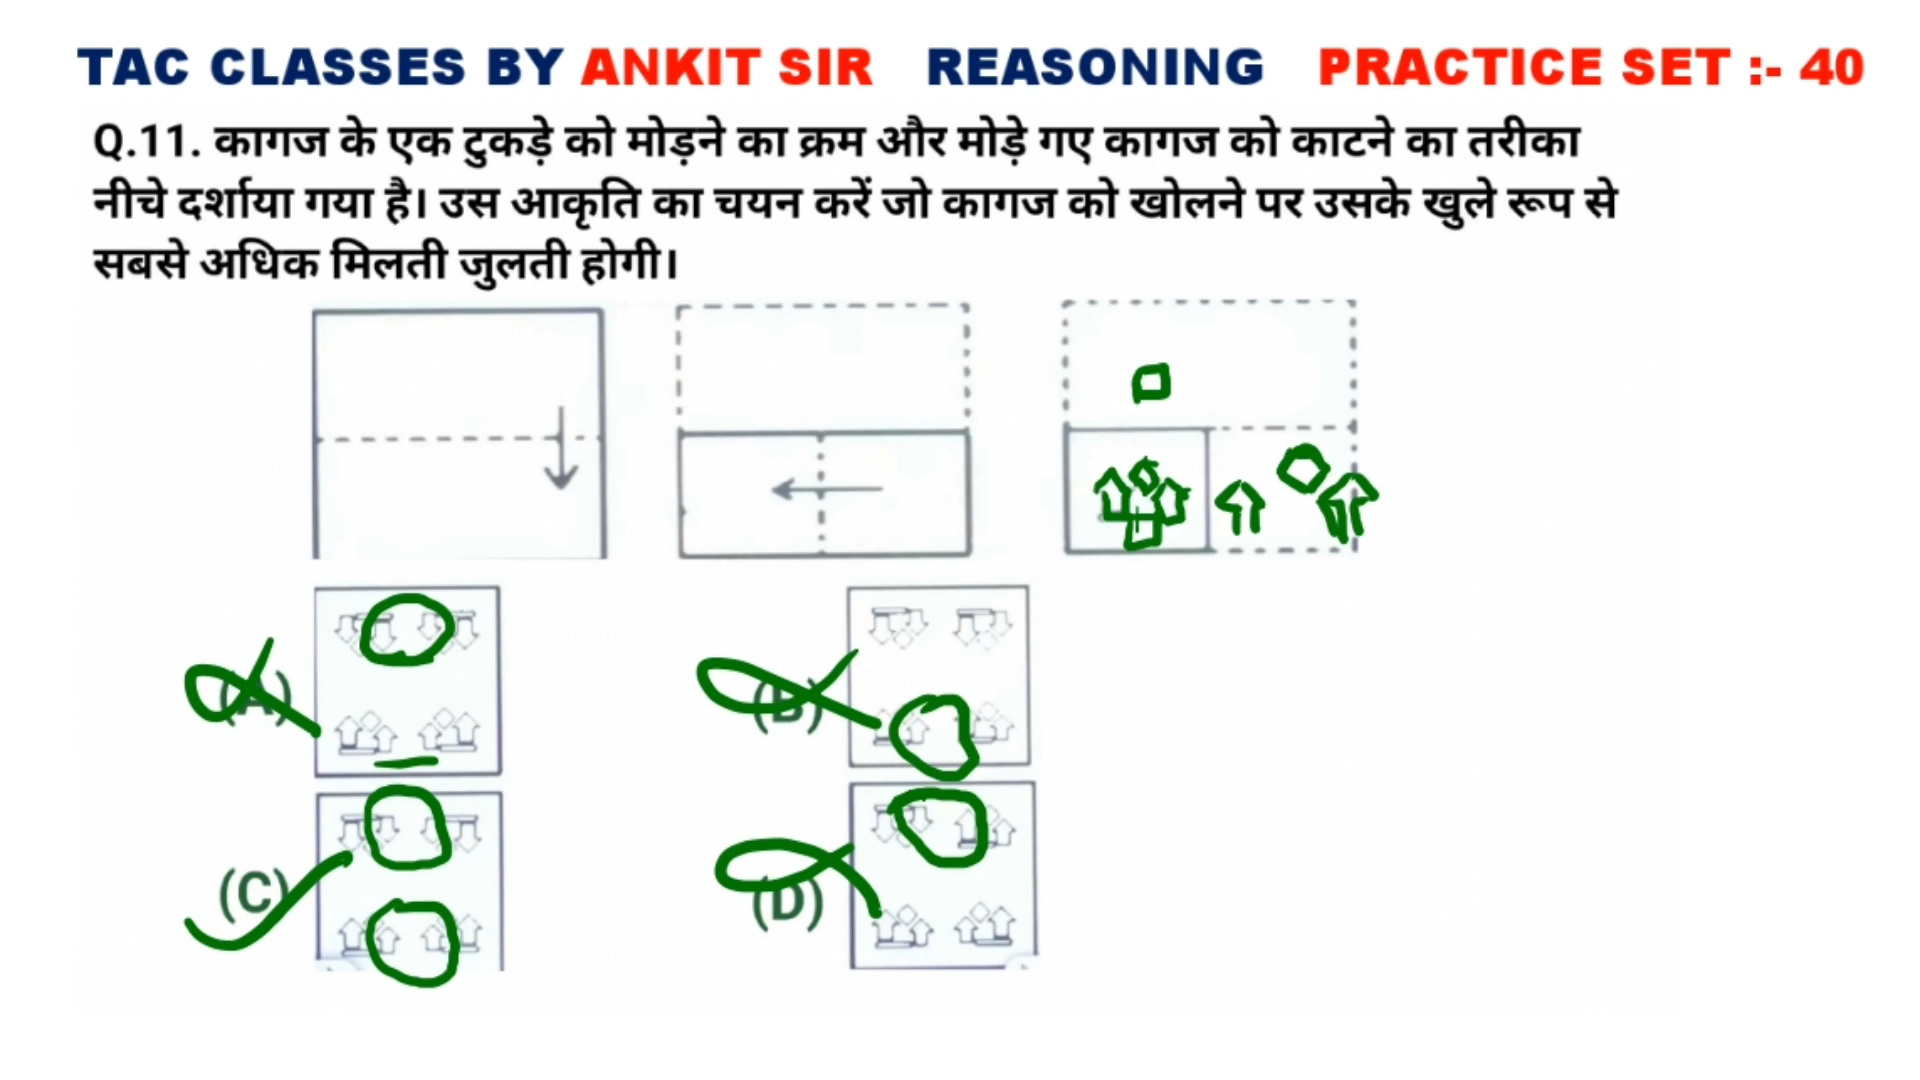 TAC CLASSES BY ANKIT SIR REASONING PRACTICE SET :- 40
Q.11. कागज के एक टुकड़े को मोड़ने का क्रम और मोड़े गए कागज को काटने का तरीका
नीचे दर्शाया गया है। उस आकृति का चयन करें जो कागज को खोलने पर उसके खुले रूप से
सबसे अधिक मिलती जुलती होगी।
(A)
(B)
(C)
(D)